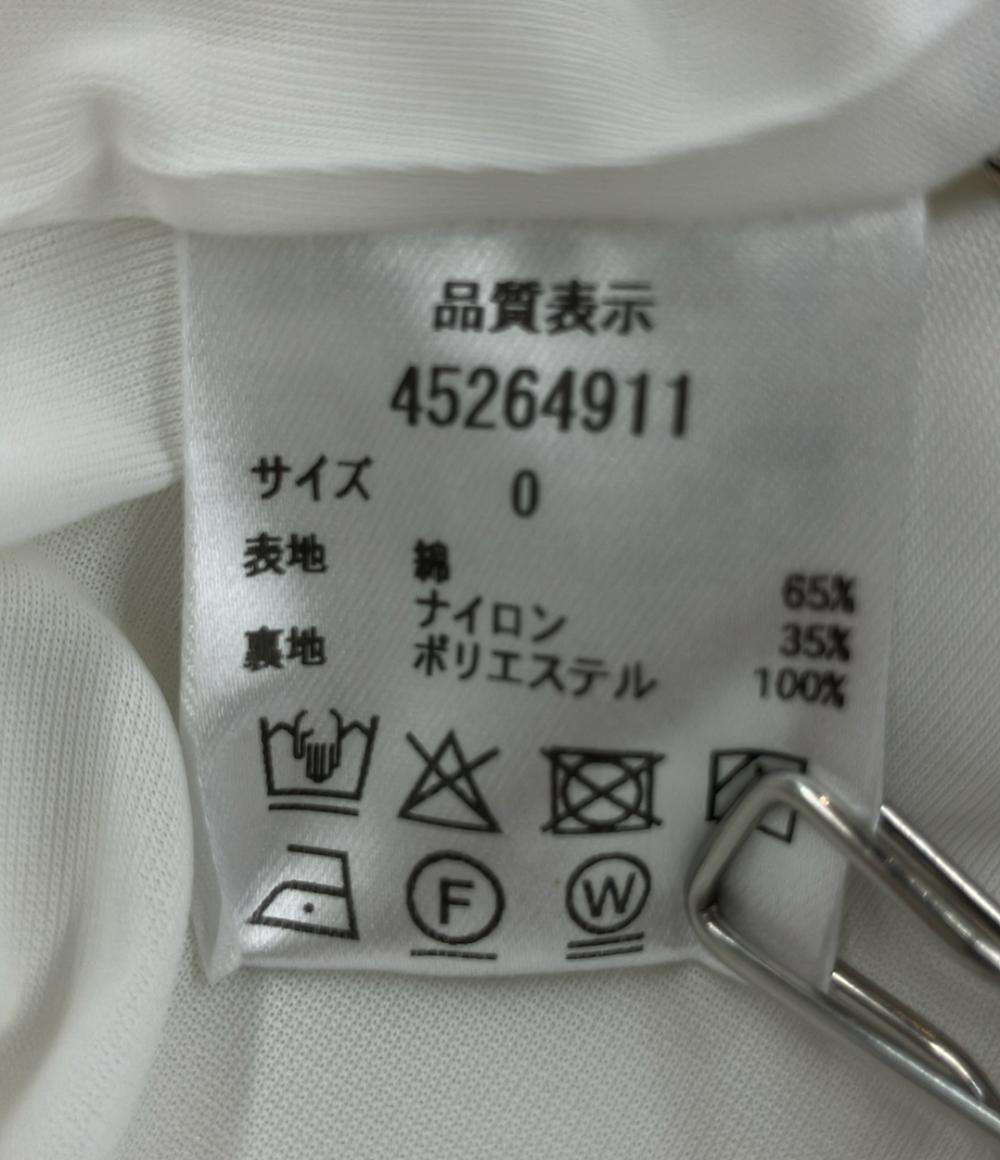 品質表示
45264911
サイズ 0
表地 綿 65%
ナイロン 35%
裏地 ポリエステル 100%
F W